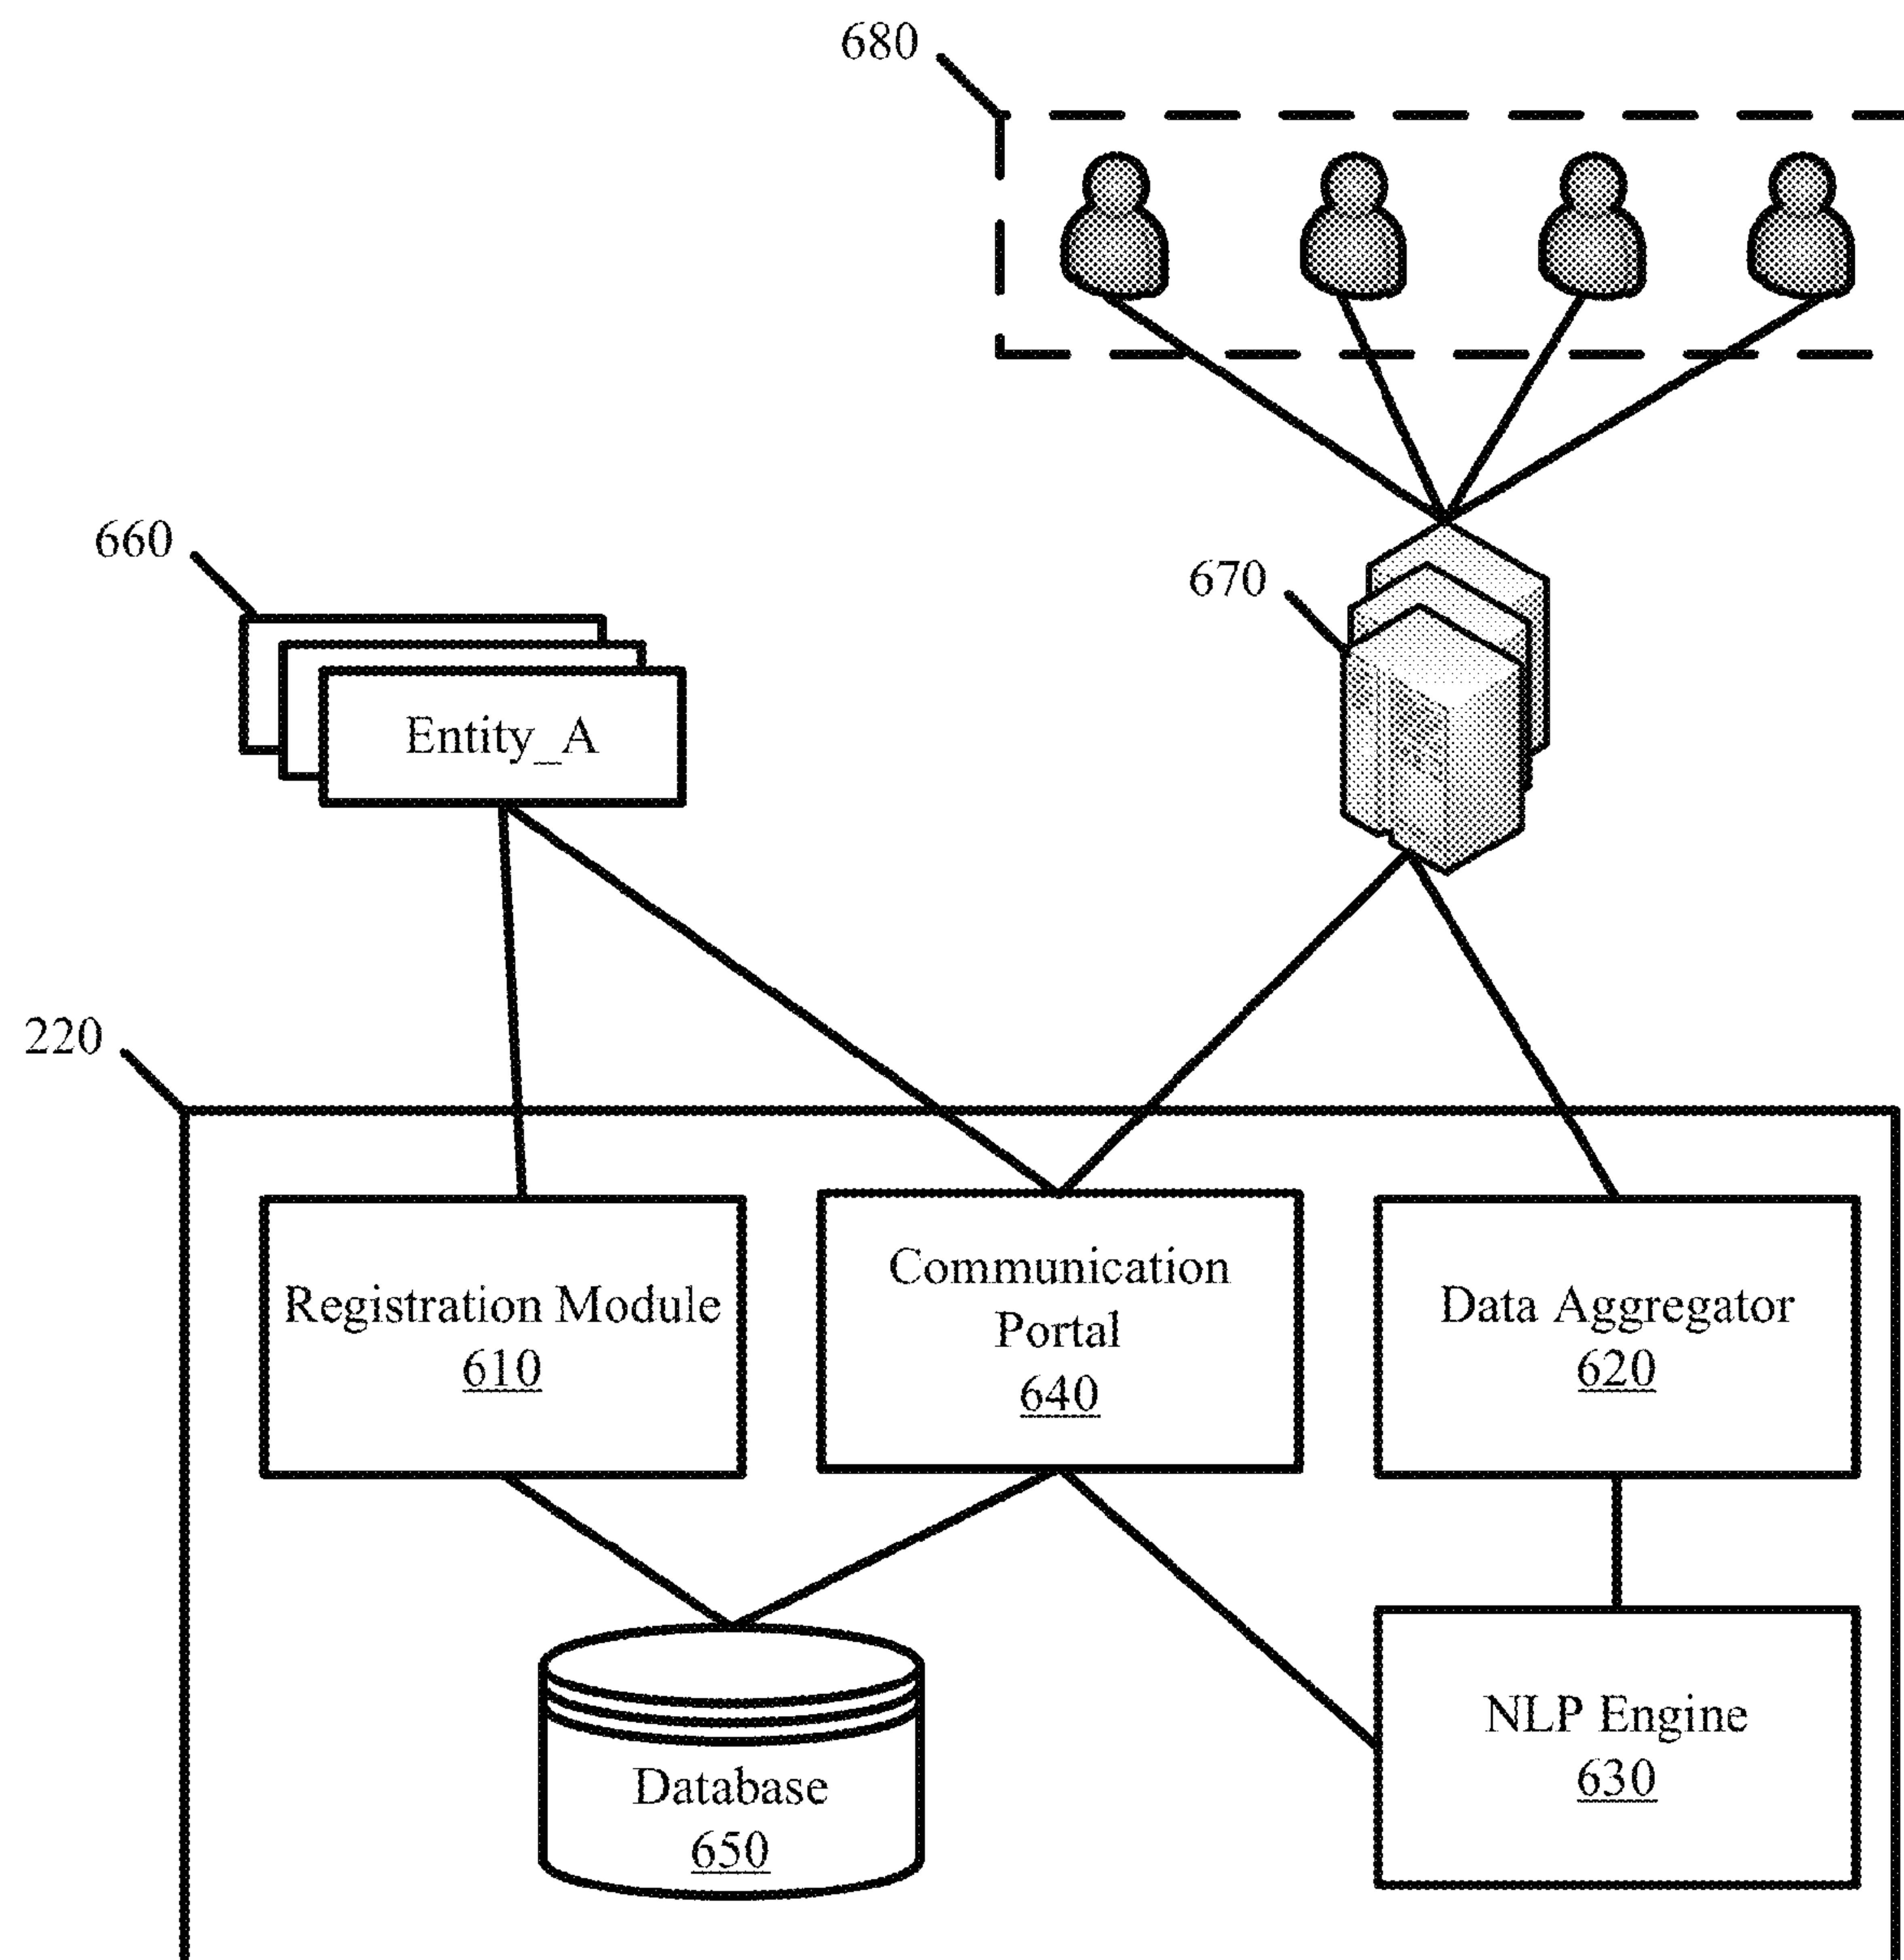 680
660
670
Entity_A
220
Registration Module
610
Communication
Portal
640
Data Aggregator
620
Database
650
NLP Engine
630